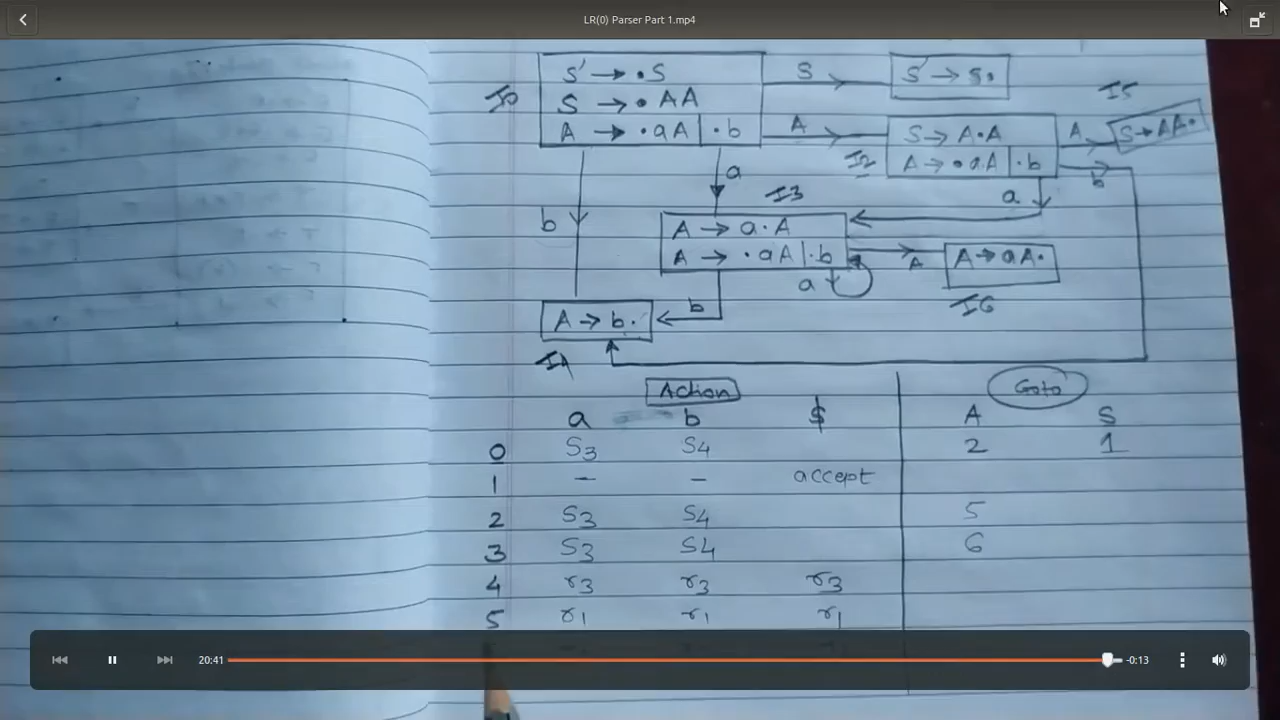 LR(0) Parser Part 1.mp4
S' → ·S
S → ·AA
A → ·aA | ·b
I0
S
S' → S·
A
S → A·A
A → ·aA | ·b
I2
A
S → AA·
I5
b
a
a
I3
A → a·A
A → ·aA | ·b
A
A → aA·
I6
a
b
b
A → b·
I4
Action Goto
a b $ A S
0 S3 S4 2 1
1 – – accept
2 S3 S4 5
3 S3 S4 6
4 r3 r3 r3
5 r1 r1 r1
20:41 -0:13